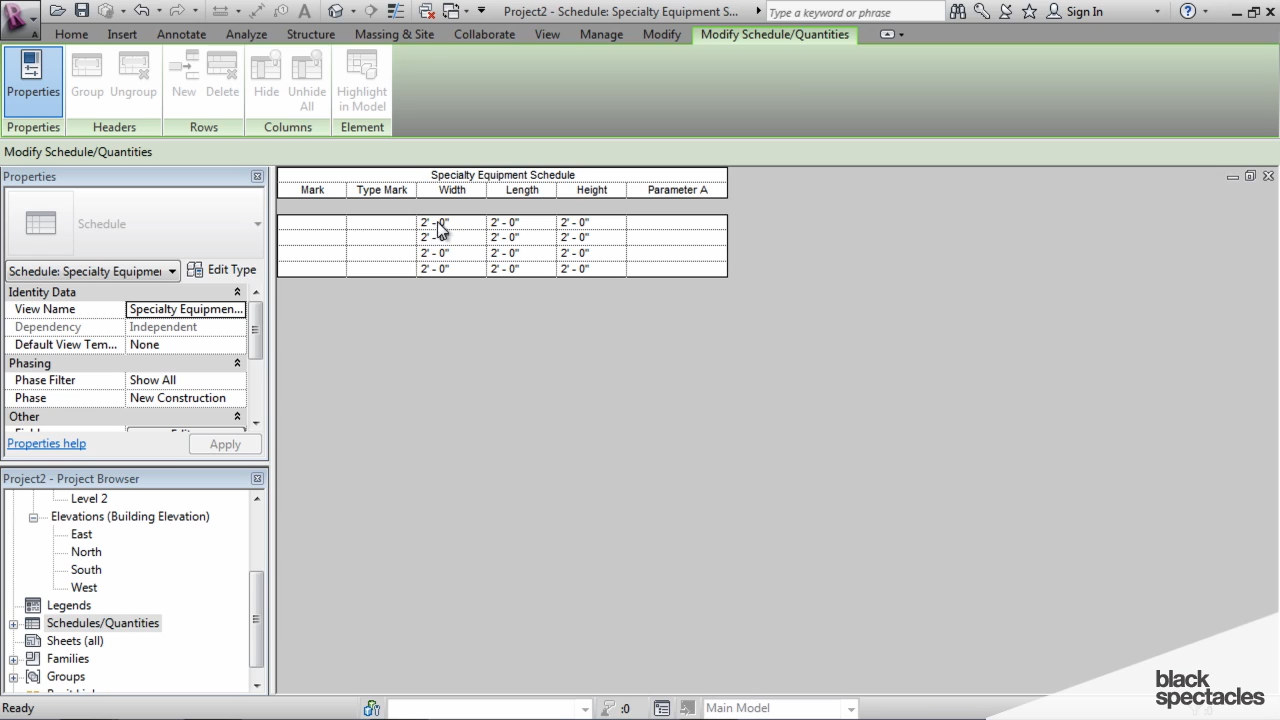 Project2 - Schedule: Specialty Equipment S...
Type a keyword or phrase
Sign In
Home Insert Annotate Analyze Structure Massing & Site Collaborate View Manage Modify Modify Schedule/Quantities
Properties Group Ungroup New Delete Hide Unhide All Highlight in Model
Properties Headers Rows Columns Element
Modify Schedule/Quantities
Properties
Schedule
Schedule: Specialty Equipmer Edit Type
Identity Data
View Name Specialty Equipmen...
Dependency Independent
Default View Tem... None
Phasing
Phase Filter Show All
Phase New Construction
Other
Properties help Apply
Specialty Equipment Schedule
Mark Type Mark Width Length Height Parameter A
2' - 0" 2' - 0" 2' - 0"
2' - 0" 2' - 0" 2' - 0"
2' - 0" 2' - 0" 2' - 0"
2' - 0" 2' - 0" 2' - 0"
Project2 - Project Browser
Level 2
Elevations (Building Elevation)
East
North
South
West
Legends
Schedules/Quantities
Sheets (all)
Families
Groups
Ready :0 Main Model
black
spectacles